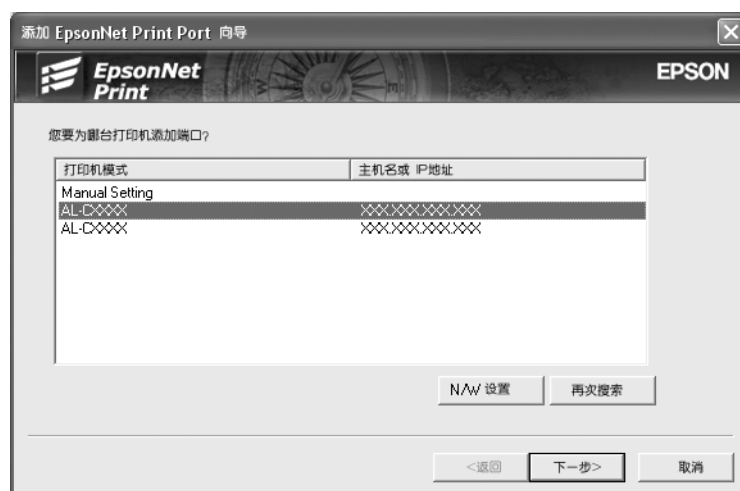 添加 EpsonNet Print Port 向导
EpsonNet
Print
EPSON
您要为哪台打印机添加端口?
打印机模式 主机名或 IP地址
Manual Setting
AL-CXXXX XXX.XXX.XXX.XXX
AL-CXXXX XXX.XXX.XXX.XXX
N/W 设置 再次搜索
<返回 下一步> 取消